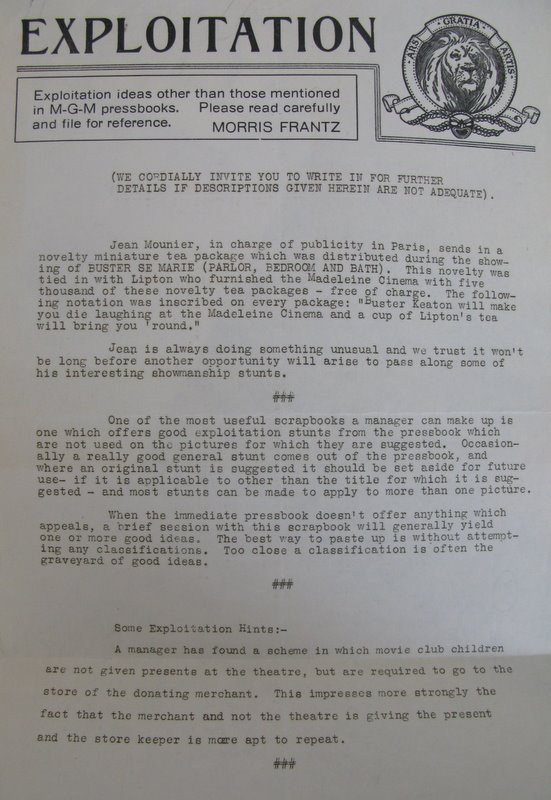 EXPLOITATION
ARS GRATIA ARTIS
Exploitation ideas other than those mentioned
in M-G-M pressbooks. Please read carefully
and file for reference. MORRIS FRANTZ
(WE CORDIALLY INVITE YOU TO WRITE IN FOR FURTHER
DETAILS IF DESCRIPTIONS GIVEN HEREIN ARE NOT ADEQUATE).
Jean Mounier, in charge of publicity in Paris, sends in a
novelty miniature tea package which was distributed during the show-
ing of BUSTER SE MARIE (PARLOR, BEDROOM AND BATH). This novelty was
tied in with Lipton who furnished the Madeleine Cinema with five
thousand of these novelty tea packages - free of charge. The follow-
ing notation was inscribed on every package: "Buster Keaton will make
you die laughing at the Madeleine Cinema and a cup of Lipton's tea
will bring you 'round."
Jean is always doing something unusual and we trust it won't
be long before another opportunity will arise to pass along some of
his interesting showmanship stunts.
###
One of the most useful scrapbooks a manager can make up is
one which offers good exploitation stunts from the pressbook which
are not used on the pictures for which they are suggested. Occasion-
ally a really good general stunt comes out of the pressbook, and
where an original stunt is suggested it should be set aside for future
use- if it is applicable to other than the title for which it is sug-
gested - and most stunts can be made to apply to more than one picture.
When the immediate pressbook doesn't offer anything which
appeals, a brief session with this scrapbook will generally yield
one or more good ideas. The best way to paste up is without attempt-
ing any classifications. Too close a classification is often the
graveyard of good ideas.
###
Some Exploitation Hints:-
A manager has found a scheme in which movie club children
are not given presents at the theatre, but are required to go to the
store of the donating merchant. This impresses more strongly the
fact that the merchant and not the theatre is giving the present
and the store keeper is more apt to repeat.
###